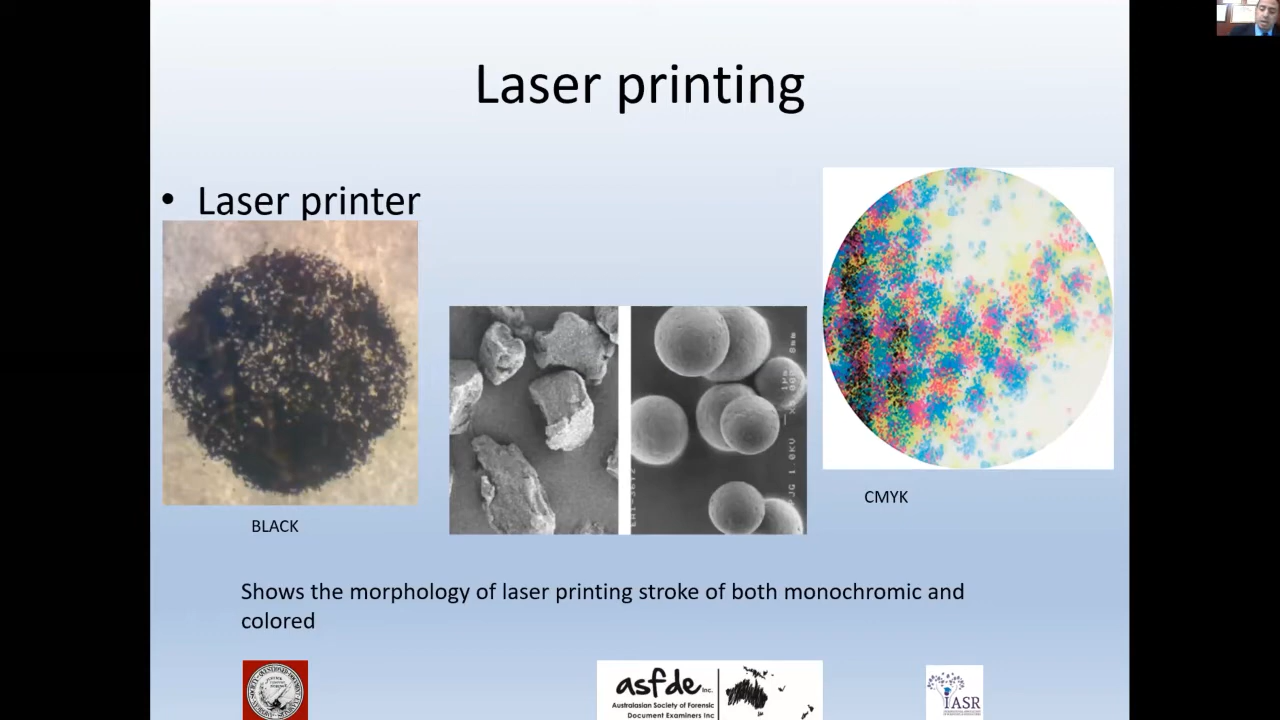 Laser printing
• Laser printer
BLACK
CMYK
Shows the morphology of laser printing stroke of both monochromic and
colored
asfde Inc.
Australasian Society of Forensic
Document Examiners Inc
IASR